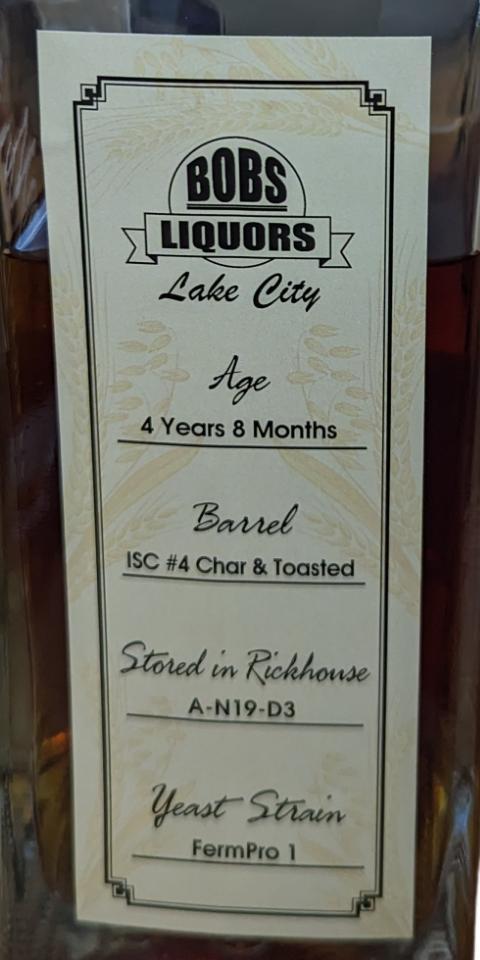 BOBS
LIQUORS
Lake City
Age
4 Years 8 Months
Barrel
ISC #4 Char & Toasted
Stored in Rickhouse
A-N19-D3
Yeast Strain
FermPro 1